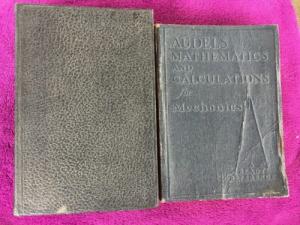 AUDELS
MATHEMATICS
AND
CALCULATIONS
for
Mechanics